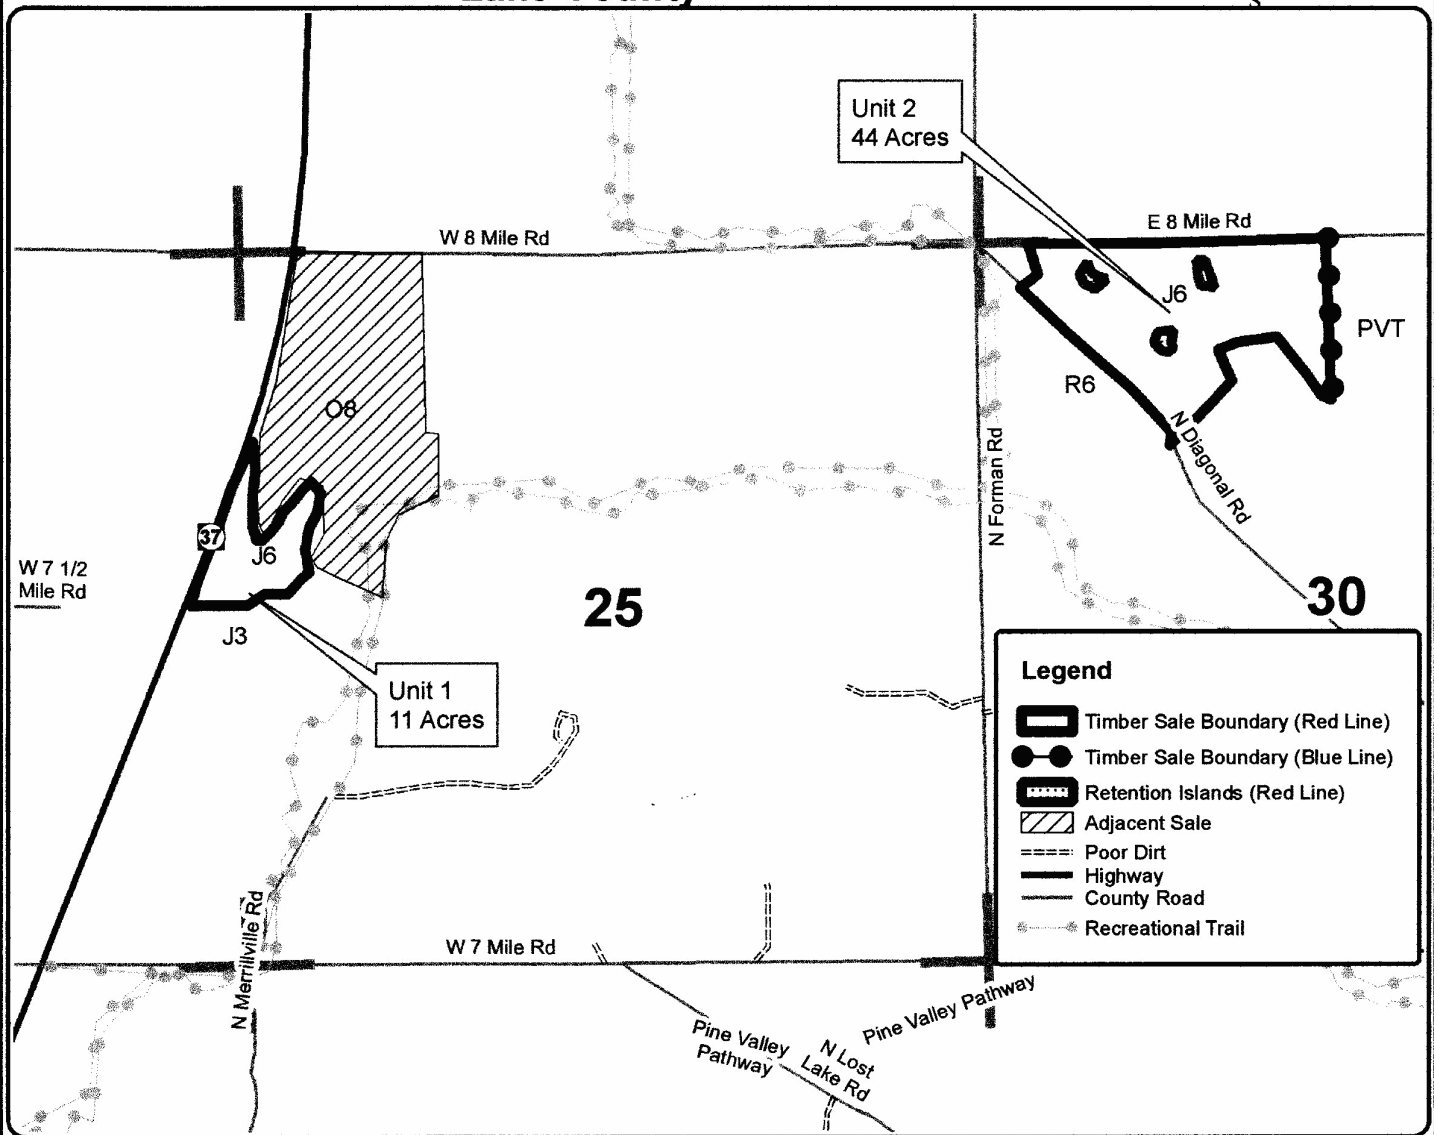 Lake County
S
Unit 2
44 Acres
W 8 Mile Rd
E 8 Mile Rd
J6
PVT
R6
O8
N Diagonal Rd
N Forman Rd
37
J6
W 7 1/2
Mile Rd
25
30
J3
Unit 1
11 Acres
Legend
Timber Sale Boundary (Red Line)
Timber Sale Boundary (Blue Line)
Retention Islands (Red Line)
Adjacent Sale
Poor Dirt
Highway
County Road
Recreational Trail
N Merrillville Rd
W 7 Mile Rd
Pine Valley Pathway
Pine Valley
Pathway
N Lost
Lake Rd